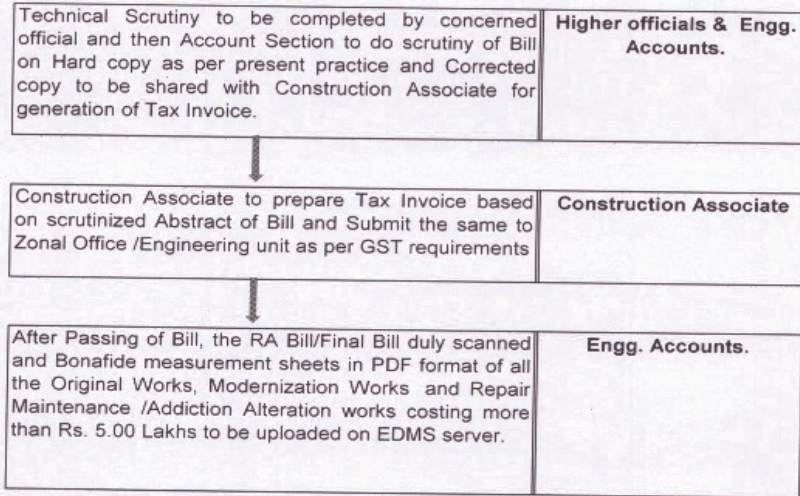 Technical Scrutiny to be completed by concerned
official and then Account Section to do scrutiny of Bill
on Hard copy as per present practice and Corrected
copy to be shared with Construction Associate for
generation of Tax Invoice.
Higher officials & Engg.
Accounts.
Construction Associate to prepare Tax Invoice based
on scrutinized Abstract of Bill and Submit the same to
Zonal Office /Engineering unit as per GST requirements
Construction Associate
After Passing of Bill, the RA Bill/Final Bill duly scanned
and Bonafide measurement sheets in PDF format of all
the Original Works, Modernization Works and Repair
Maintenance /Addiction Alteration works costing more
than Rs. 5.00 Lakhs to be uploaded on EDMS server.
Engg. Accounts.